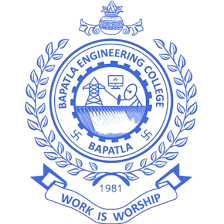 BAPATLA ENGINEERING COLLEGE
BAPATLA
1981
WORK IS WORSHIP